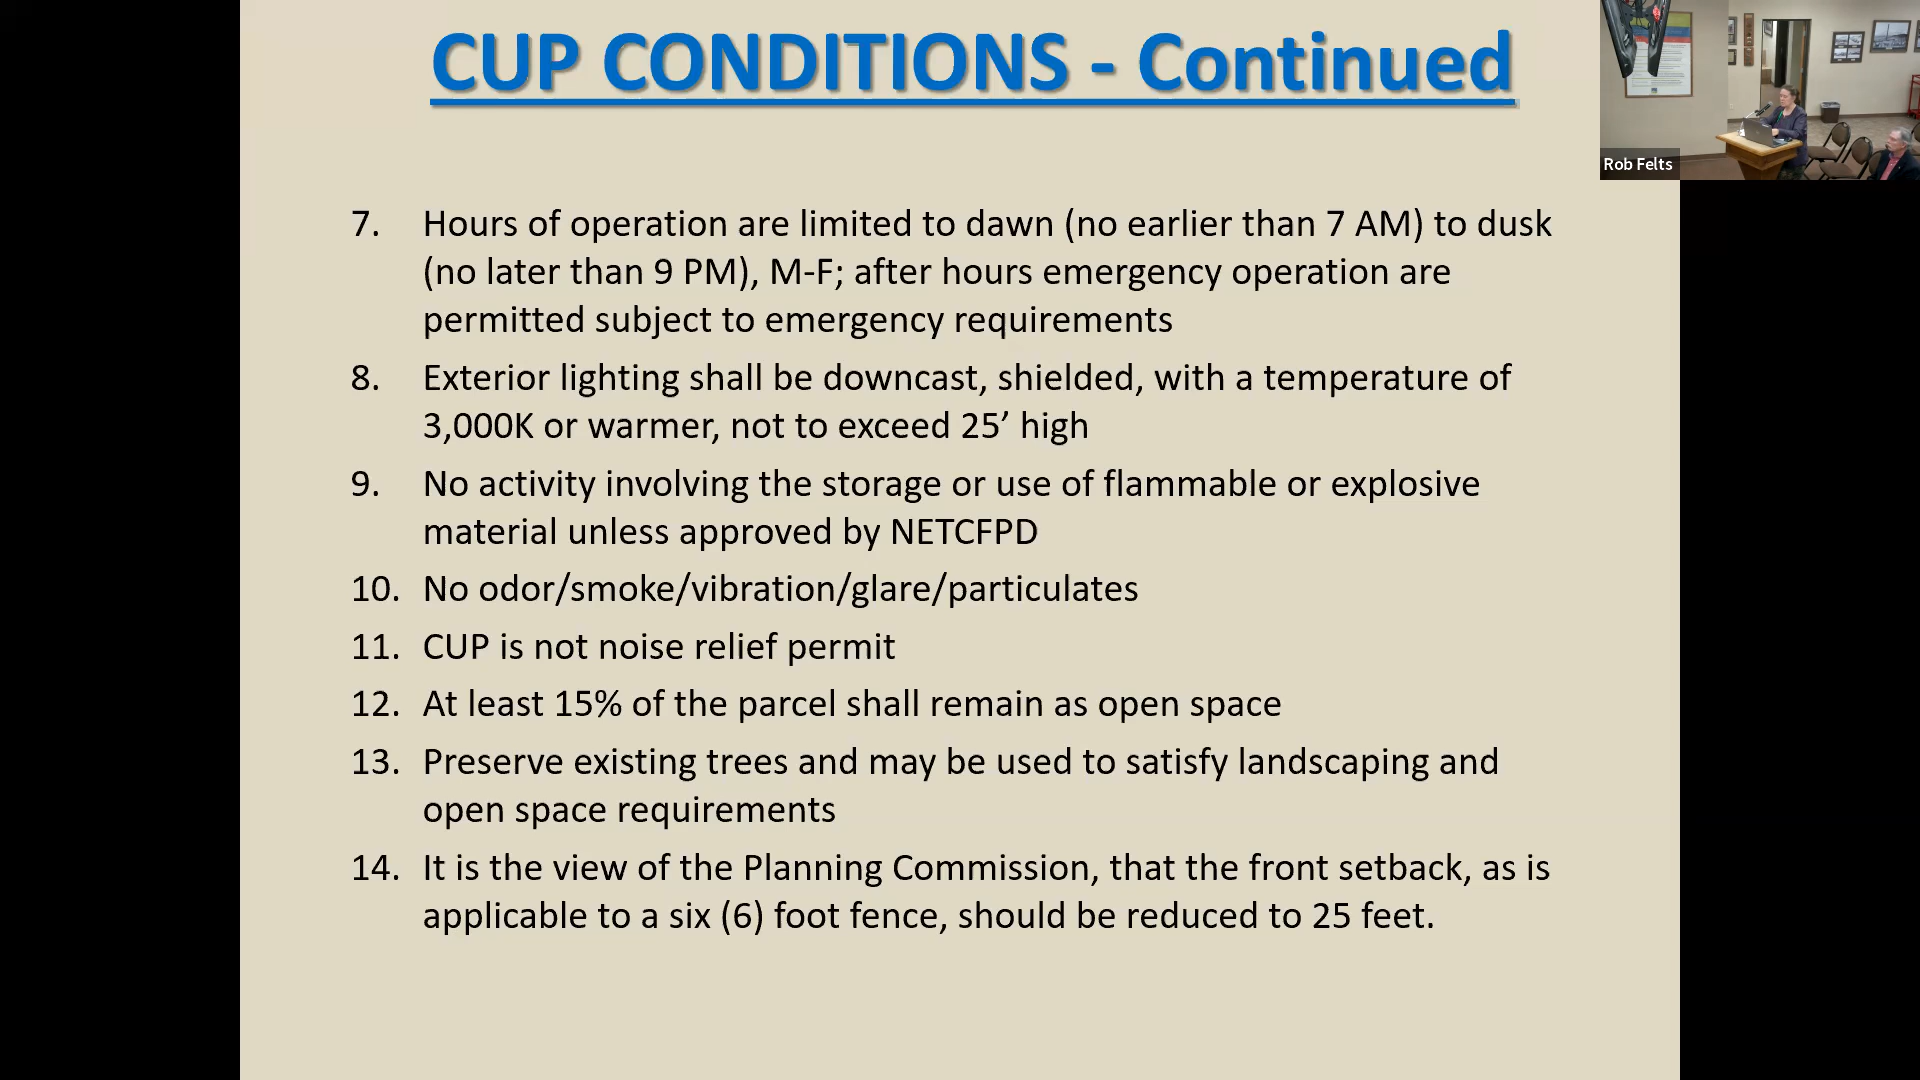 CUP CONDITIONS - Continued
Rob Felts
7. Hours of operation are limited to dawn (no earlier than 7 AM) to dusk
(no later than 9 PM), M-F; after hours emergency operation are
permitted subject to emergency requirements
8. Exterior lighting shall be downcast, shielded, with a temperature of
3,000K or warmer, not to exceed 25’ high
9. No activity involving the storage or use of flammable or explosive
material unless approved by NETCFPD
10. No odor/smoke/vibration/glare/particulates
11. CUP is not noise relief permit
12. At least 15% of the parcel shall remain as open space
13. Preserve existing trees and may be used to satisfy landscaping and
open space requirements
14. It is the view of the Planning Commission, that the front setback, as is
applicable to a six (6) foot fence, should be reduced to 25 feet.